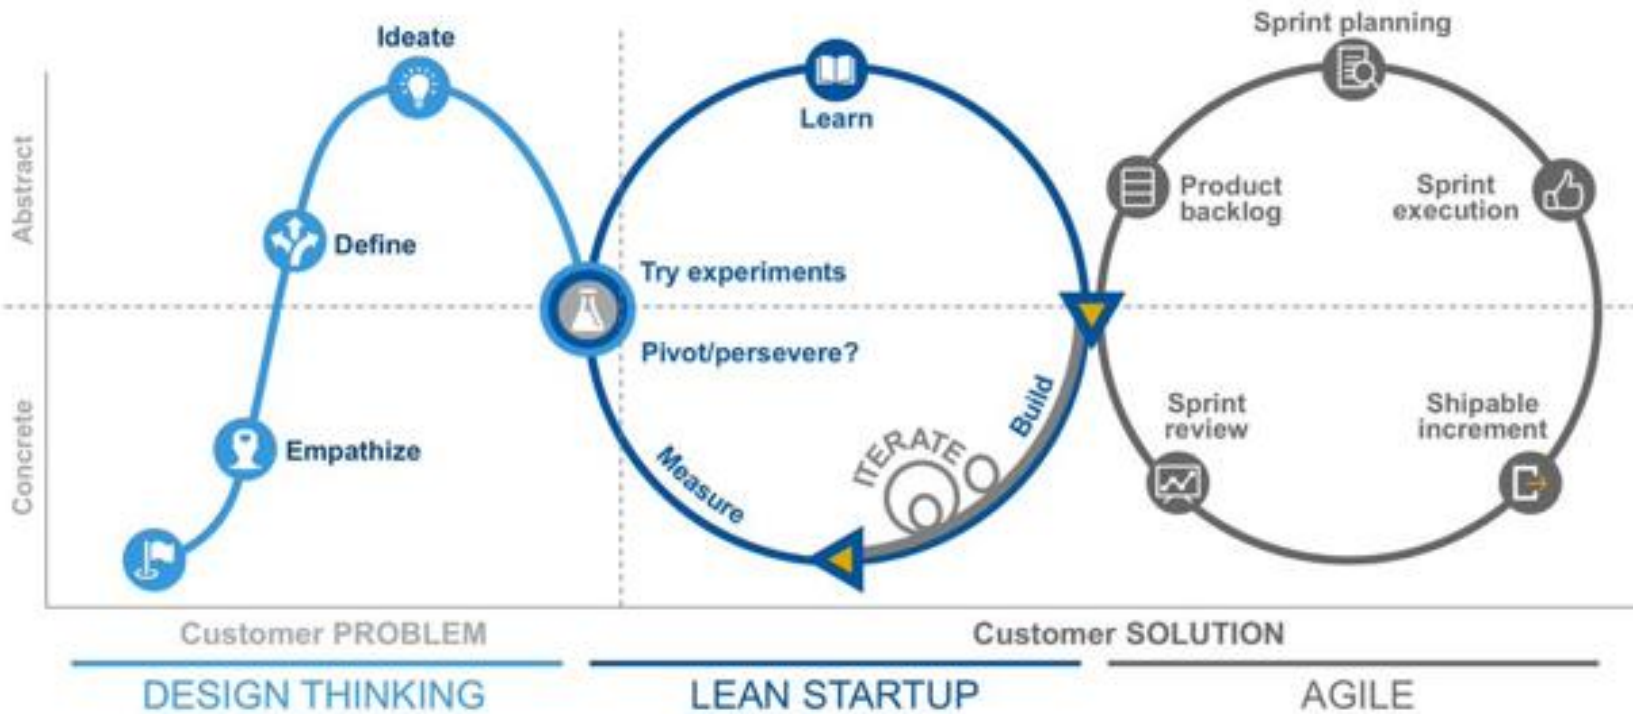 Abstract
Concrete
Ideate
Define
Empathize
Learn
Try experiments
Pivot/persevere?
Measure
ITERATE
Build
Sprint planning
Product
backlog
Sprint
execution
Sprint
review
Shipable
increment
Customer PROBLEM
Customer SOLUTION
DESIGN THINKING
LEAN STARTUP
AGILE